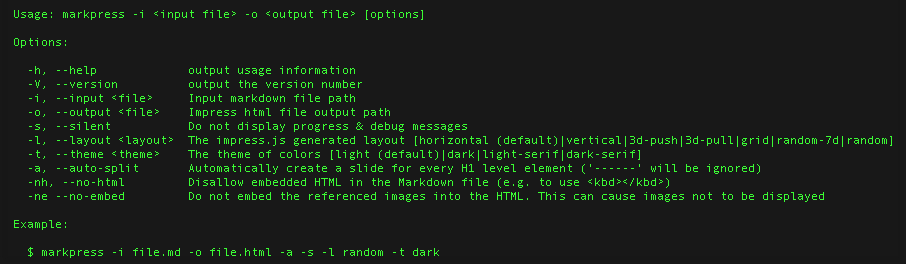 Usage: markpress -i <input file> -o <output file> [options]
Options:
-h, --help output usage information
-V, --version output the version number
-i, --input <file> Input markdown file path
-o, --output <file> Impress html file output path
-s, --silent Do not display progress & debug messages
-l, --layout <layout> The impress.js generated layout [horizontal (default)|vertical|3d-push|3d-pull|grid|random-7d|random]
-t, --theme <theme> The theme of colors [light (default)|dark|light-serif|dark-serif]
-a, --auto-split Automatically create a slide for every H1 level element ('------' will be ignored)
-nh, --no-html Disallow embedded HTML in the Markdown file (e.g. to use <kbd></kbd>)
-ne --no-embed Do not embed the referenced images into the HTML. This can cause images not to be displayed
Example:
$ markpress -i file.md -o file.html -a -s -l random -t dark